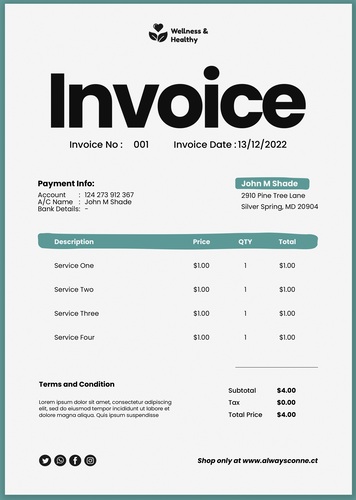 Wellness &
Healthy
Invoice
Invoice No : 001 Invoice Date : 13/12/2022
Payment Info:
Account : 124 273 912 367
A/C Name : John M Shade
Bank Details: -
John M Shade
2910 Pine Tree Lane
Silver Spring, MD 20904
Description Price QTY Total
Service One $1.00 1 $1.00
Service Two $1.00 1 $1.00
Service Three $1.00 1 $1.00
Service Four $1.00 1 $1.00
Terms and Condition
Lorem ipsum dolor sit amet, consectetuer adipiscing
elit, sed do eiusmod tempor incididunt ut labore et
dolore magna aliqua. Quis ipsum suspendisse
Subtotal $4.00
Tax $0.00
Total Price $4.00
Shop only at www.alwaysconne.ct